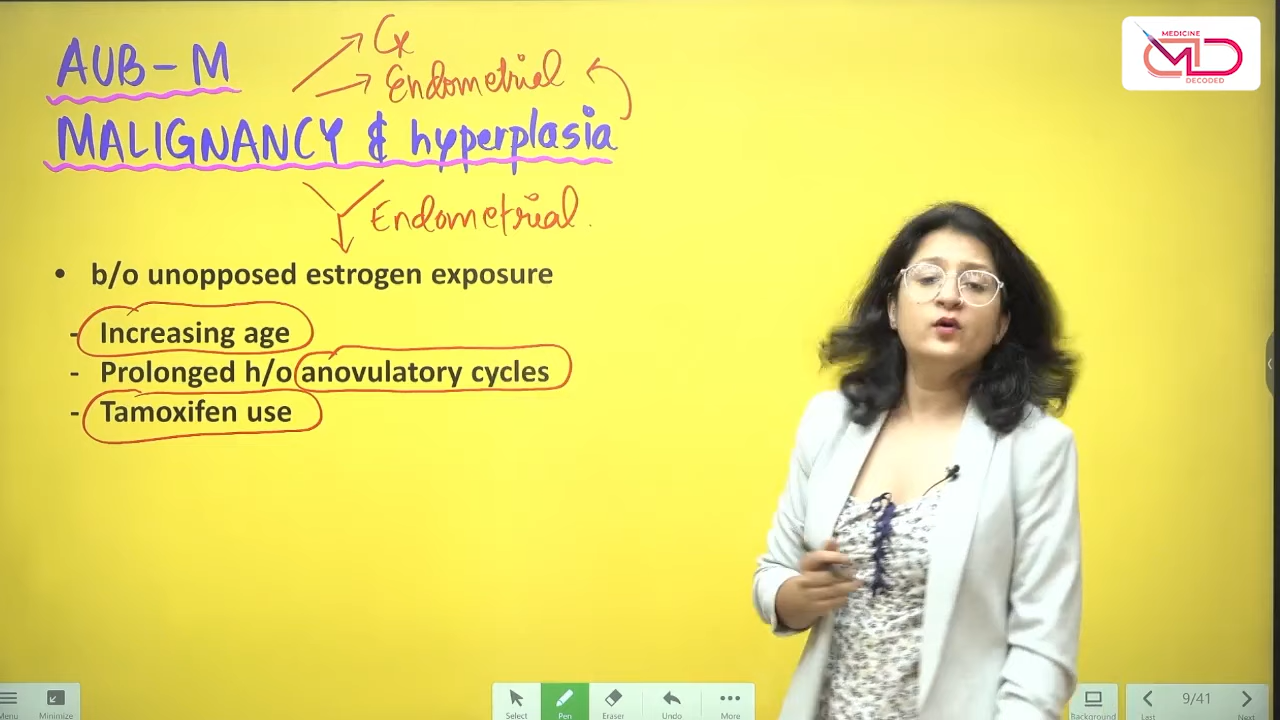 Cx
AUB-M
Endometrial
MALIGNANCY & hyperplasia
Endometrial.
• b/o unopposed estrogen exposure
- Increasing age
- Prolonged h/o anovulatory cycles
- Tamoxifen use
MEDICINE
MD
DECODED
Menu
Minimize
Select
Pen
Eraser
Undo
More
Background
Last
9/41
Next